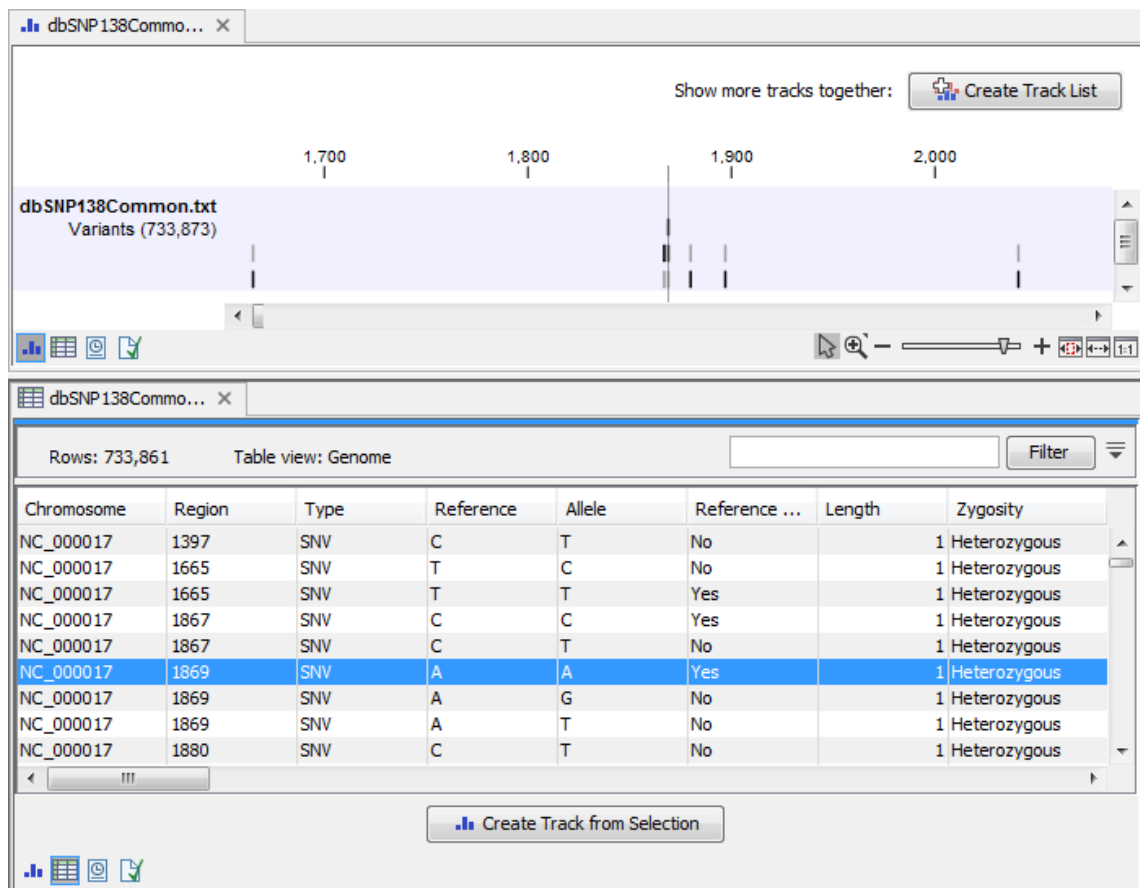 dbSNP138Commo...
Show more tracks together: Create Track List
1,700 1,800 1,900 2,000
dbSNP138Common.txt
Variants (733,873)
1:1
dbSNP138Commo...
Rows: 733,861 Table view: Genome Filter
Chromosome Region Type Reference Allele Reference ... Length Zygosity
NC_000017 1397 SNV C T No 1 Heterozygous
NC_000017 1665 SNV T C No 1 Heterozygous
NC_000017 1665 SNV T T Yes 1 Heterozygous
NC_000017 1867 SNV C C Yes 1 Heterozygous
NC_000017 1867 SNV C T No 1 Heterozygous
NC_000017 1869 SNV A A Yes 1 Heterozygous
NC_000017 1869 SNV A G No 1 Heterozygous
NC_000017 1869 SNV A T No 1 Heterozygous
NC_000017 1880 SNV C T No 1 Heterozygous
Create Track from Selection